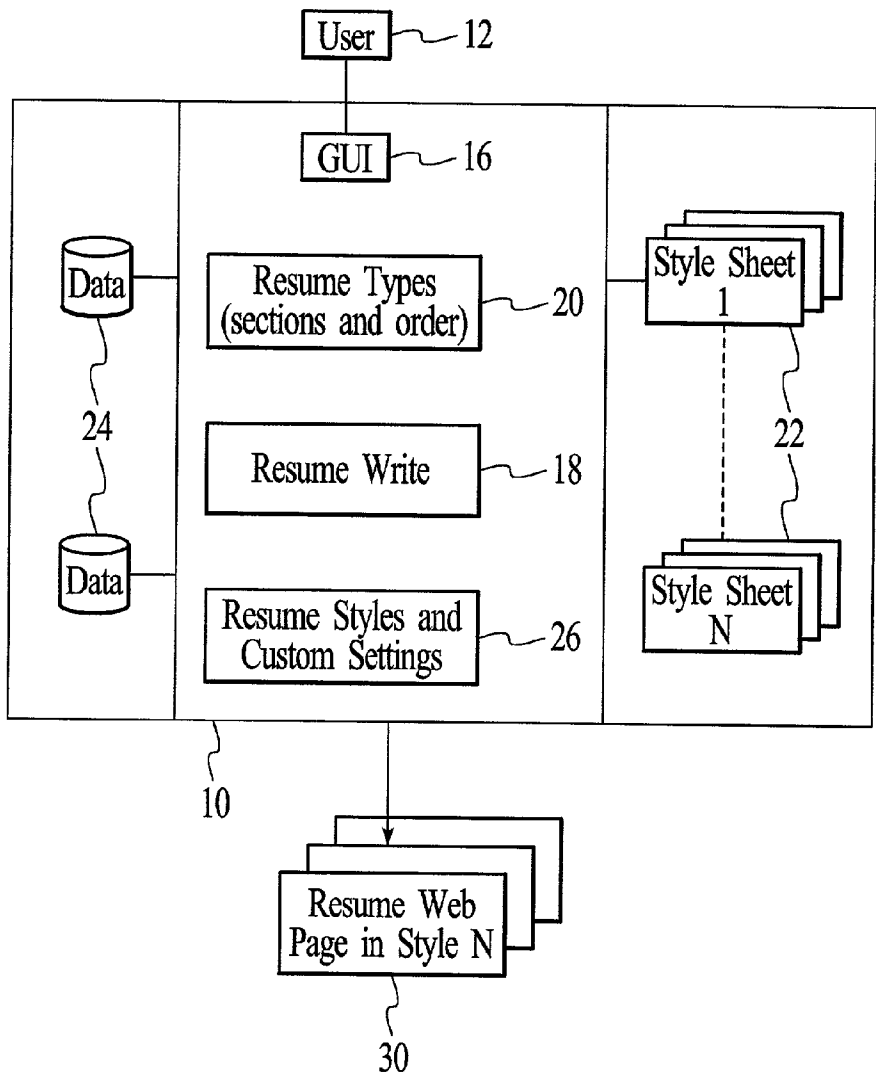 User
12
GUI
16
Data
Resume Types
(sections and order)
20
Style Sheet
1
24
22
Resume Write
18
Data
Resume Styles and
Custom Settings
26
Style Sheet
N
10
Resume Web
Page in Style N
30